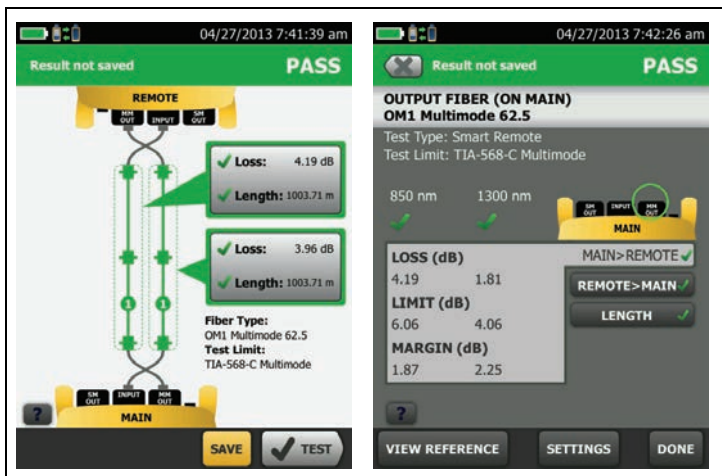 04/27/2013 7:41:39 am
Result not saved PASS
REMOTE
MM OUT INPUT SM OUT
Loss: 4.19 dB
Length: 1003.71 m
Loss: 3.96 dB
Length: 1003.71 m
1 1
Fiber Type:
OM1 Multimode 62.5
Test Limit:
TIA-568-C Multimode
SM OUT INPUT MM OUT
? MAIN
SAVE TEST
04/27/2013 7:42:26 am
Result not saved PASS
OUTPUT FIBER (ON MAIN)
OM1 Multimode 62.5
Test Type: Smart Remote
Test Limit: TIA-568-C Multimode
850 nm 1300 nm
SM OUT INPUT MM OUT
MAIN
LOSS (dB) MAIN>REMOTE
4.19 1.81
REMOTE>MAIN
LIMIT (dB)
6.06 4.06
LENGTH
MARGIN (dB)
1.87 2.25
?
VIEW REFERENCE SETTINGS DONE